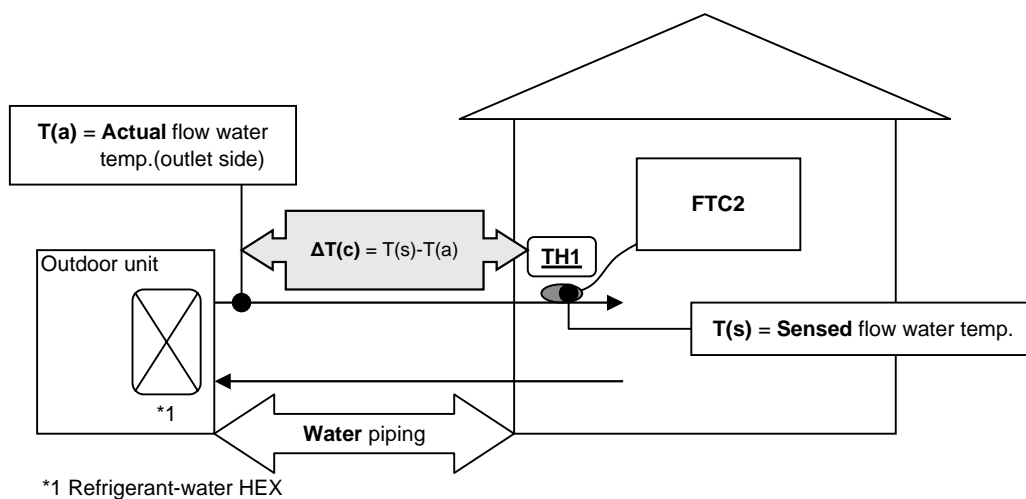 T(a) = Actual flow water
temp.(outlet side)
FTC2
ΔT(c) = T(s)-T(a)
TH1
Outdoor unit
T(s) = Sensed flow water temp.
*1
Water piping
*1 Refrigerant-water HEX